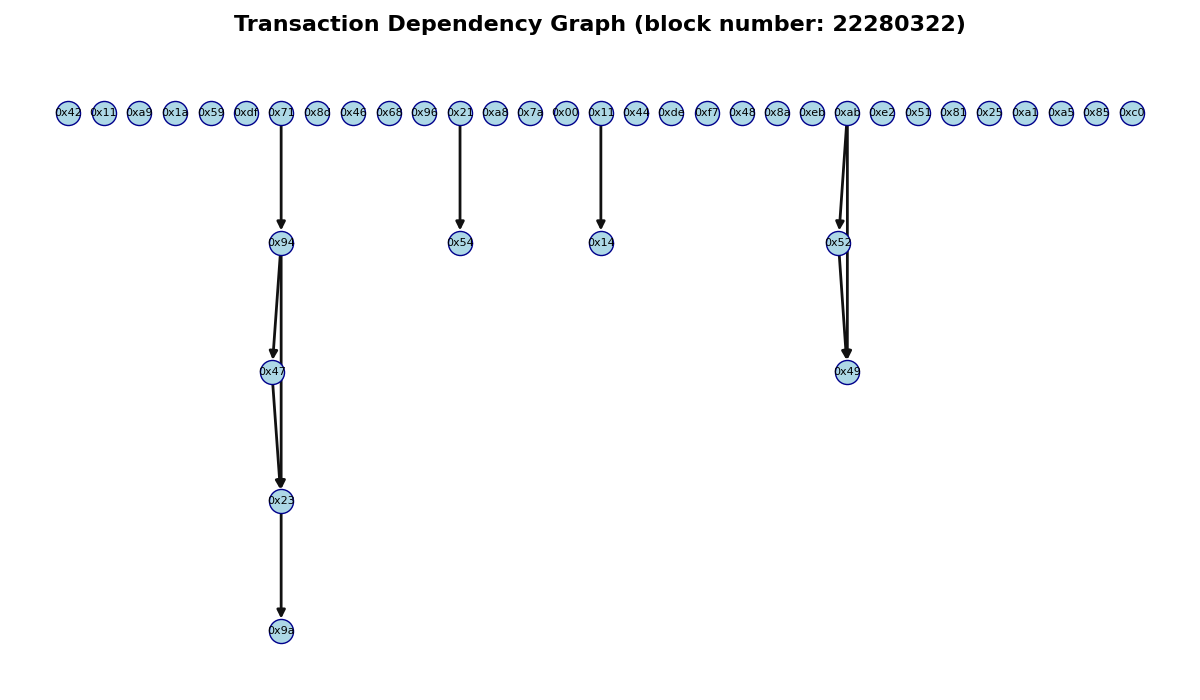 Transaction Dependency Graph (block number: 22280322)
0x42 0x11 0xa9 0x1a 0x59 0xdf 0x71 0x8d 0x46 0x68 0x96 0x21 0xa8 0x7a 0x00 0x11 0x44 0xde 0xf7 0x48 0x8a 0xeb 0xab 0xe2 0x51 0x81 0x25 0xa1 0xa5 0x85 0xc0
0x94 0x54 0x14 0x52
0x47 0x49
0x23
0x9a